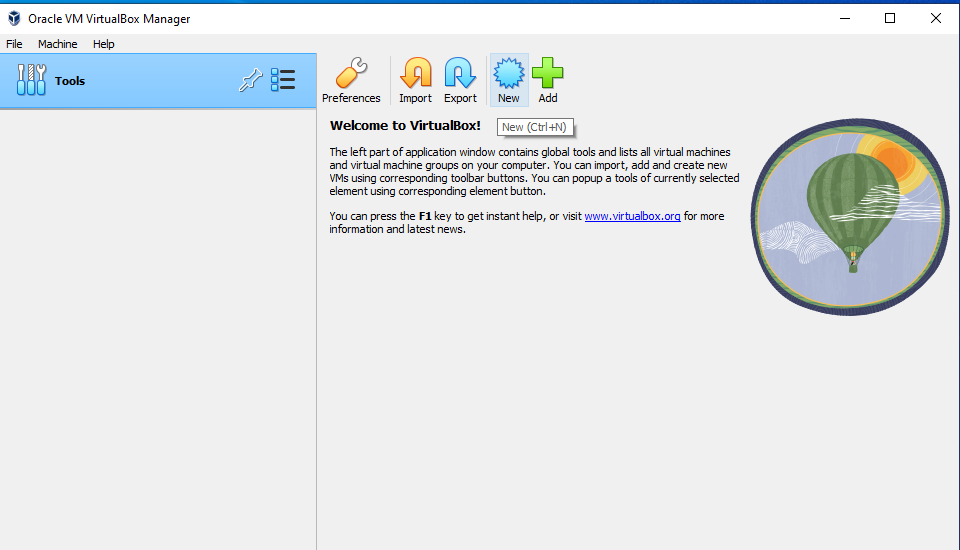 Oracle VM VirtualBox Manager
File Machine Help
Tools
Preferences Import Export New Add
Welcome to VirtualBox!
New (Ctrl+N)
The left part of application window contains global tools and lists all virtual machines
and virtual machine groups on your computer. You can import, add and create new
VMs using corresponding toolbar buttons. You can popup a tools of currently selected
element using corresponding element button.
You can press the F1 key to get instant help, or visit www.virtualbox.org for more
information and latest news.